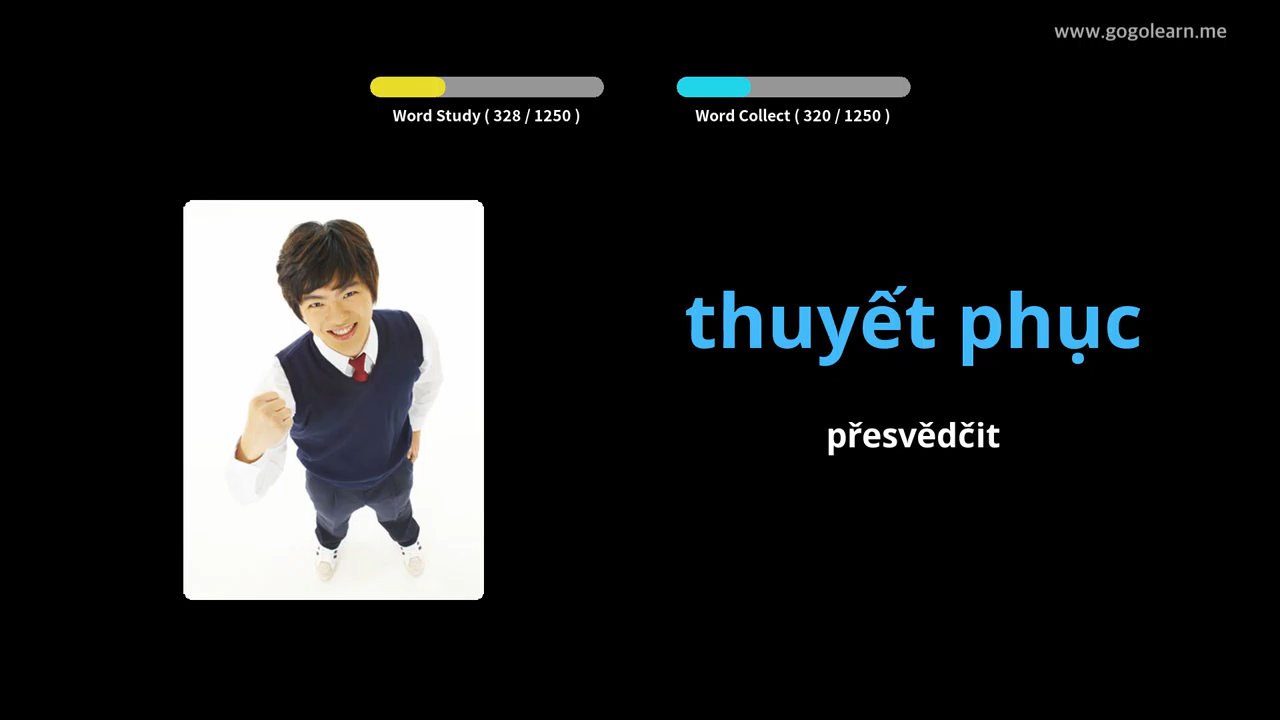 www.gogolearn.me
Word Study ( 328 / 1250 )
Word Collect ( 320 / 1250 )
thuyết phục
přesvědčit